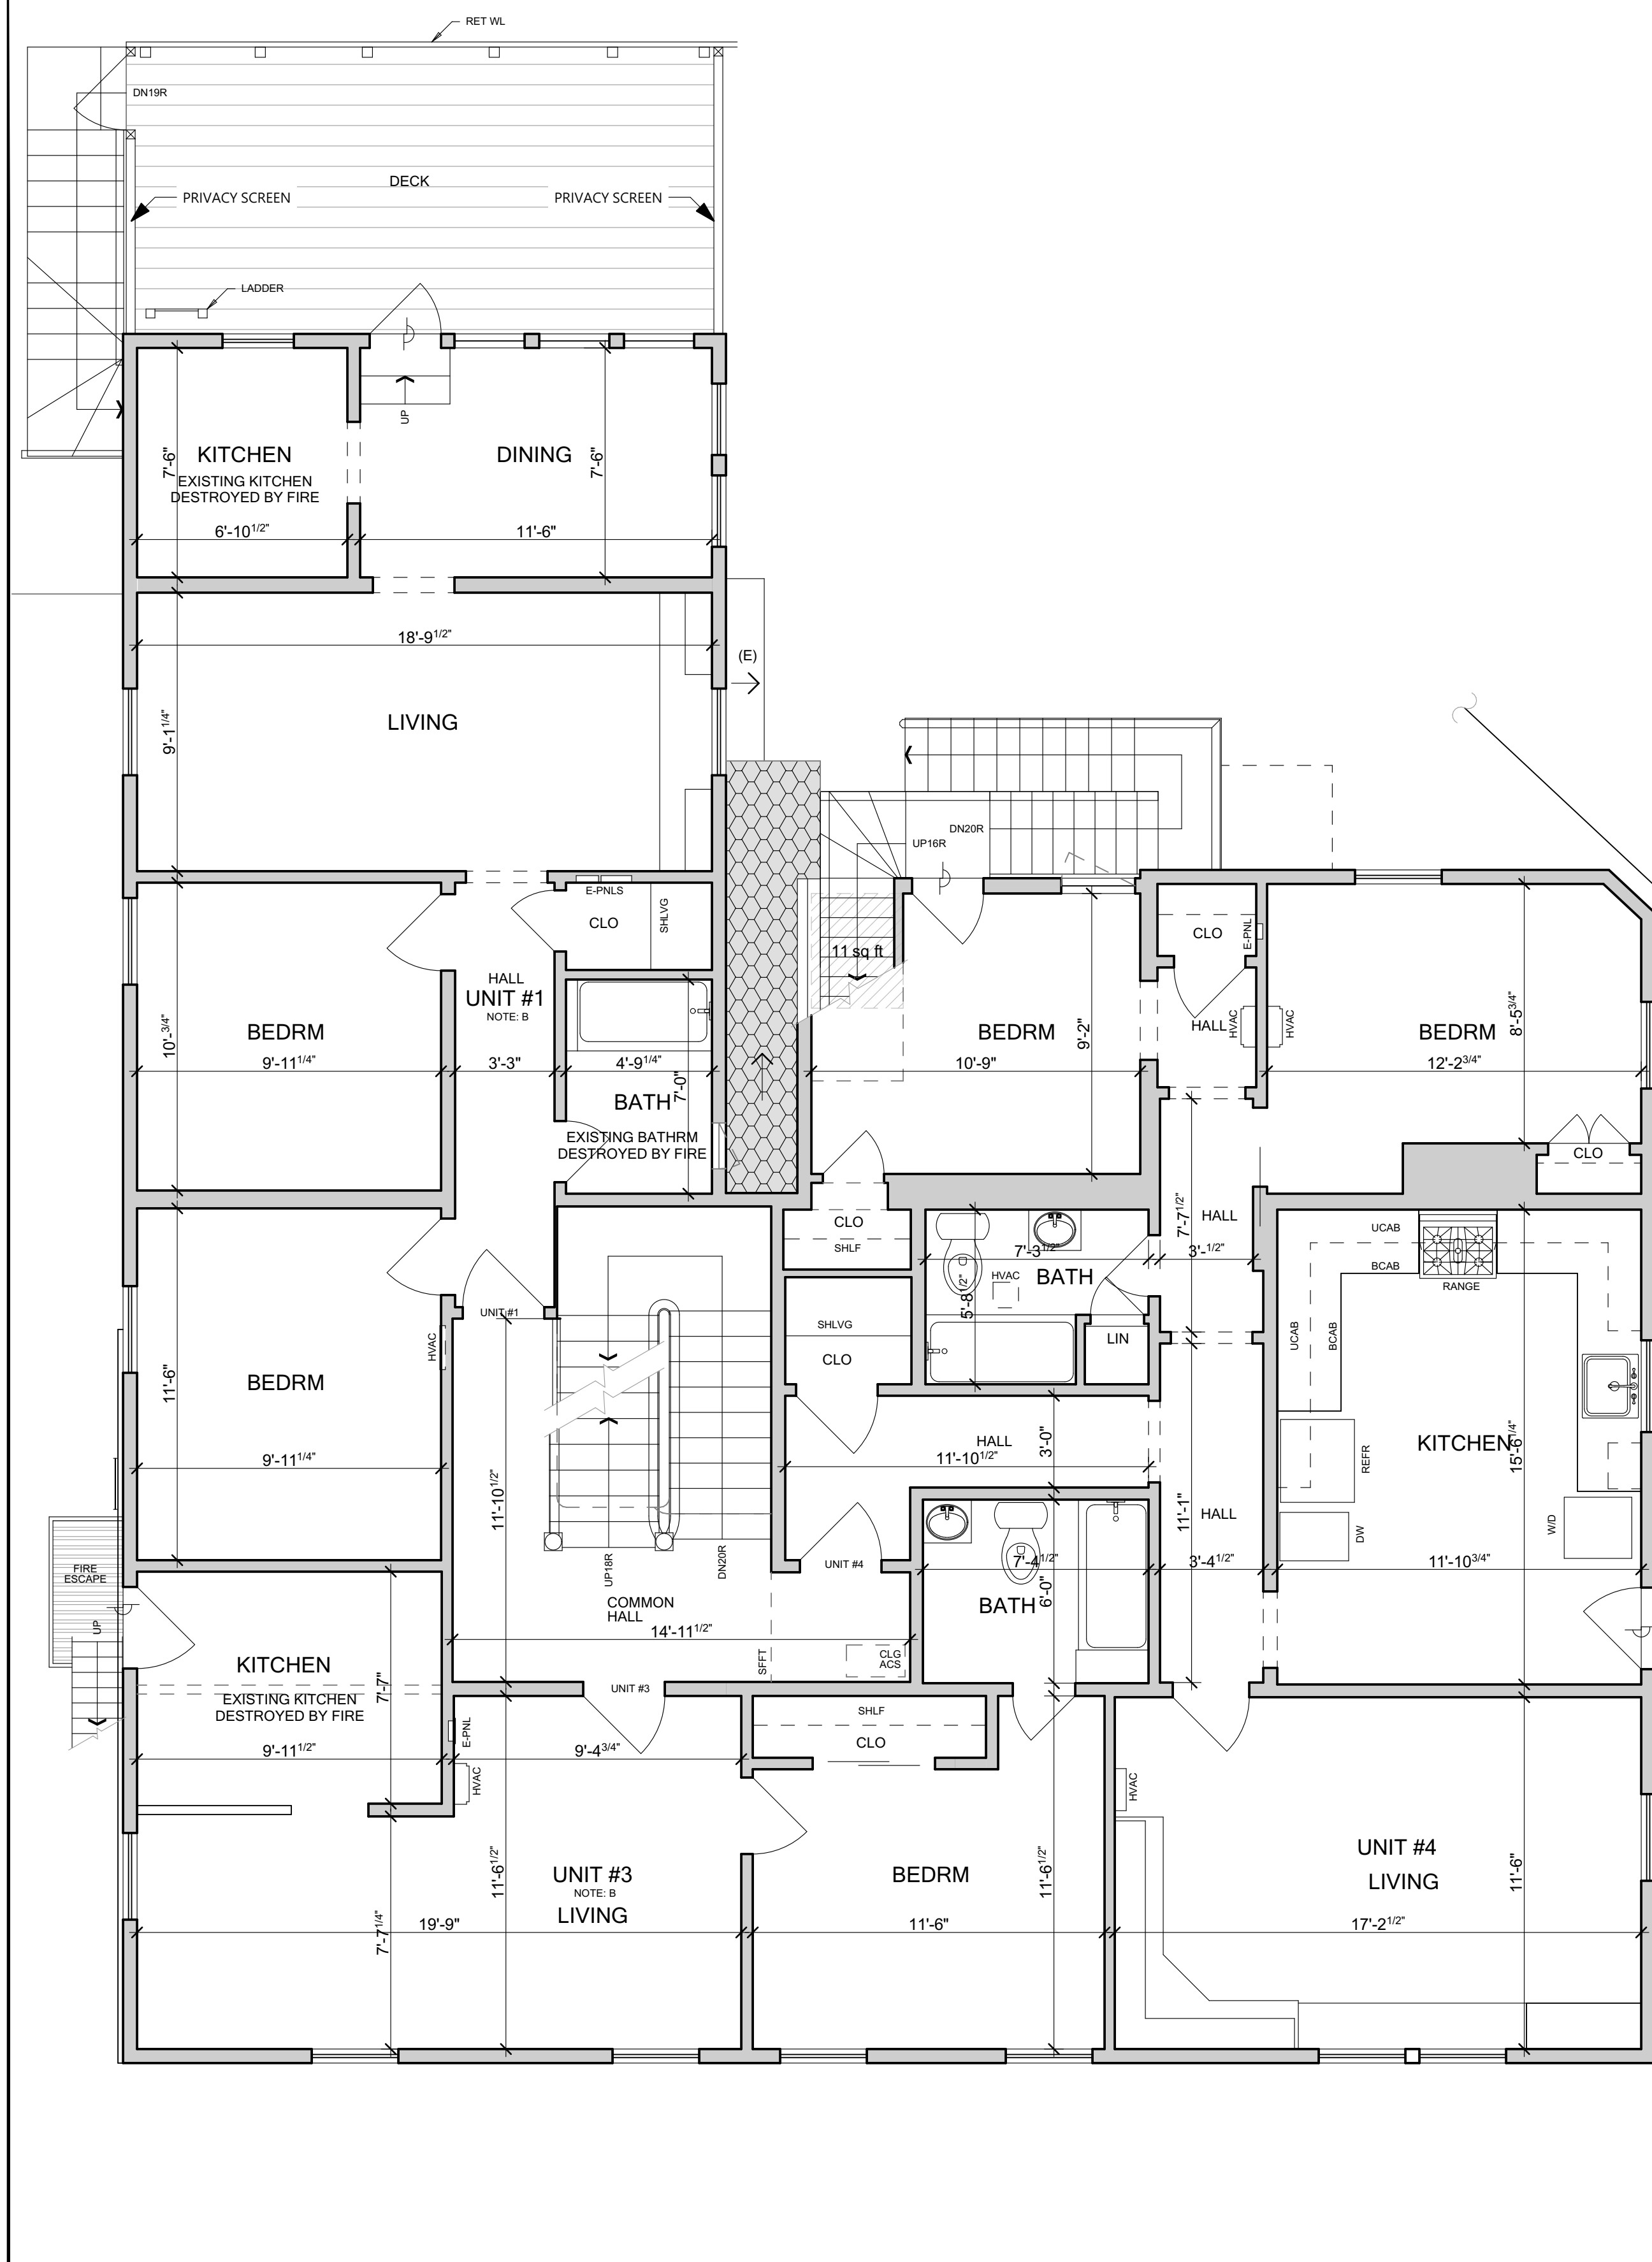 RET WL
DN19R
DECK
PRIVACY SCREEN
PRIVACY SCREEN
LADDER
UP
KITCHEN
EXISTING KITCHEN
DESTROYED BY FIRE
7'-6"
6'-10 1/2"
DINING
7'-6"
11'-6"
18'-9 1/2"
(E)
LIVING
9'-11 1/4"
DN20R
UP16R
E-PNLS
CLO
SHLVG
11 sq ft
CLO
E-PNL
HALL
UNIT #1
NOTE: B
BEDRM
10'-3/4"
9'-11 1/4"
3'-3"
4'-9 1/4"
7'-0"
BATH
EXISTING BATHRM
DESTROYED BY FIRE
BEDRM
9'-2"
10'-9"
HALL
HVAC
HVAC
BEDRM
8'-5 3/4"
12'-2 3/4"
CLO
CLO
SHLF
7'-3 1/2"
HVAC
BATH
5'-8 1/2"
7'-7 1/2"
HALL
3'-1/2"
UCAB
BCAB
RANGE
UNIT #1
HVAC
SHLVG
CLO
LIN
UCAB
BCAB
BEDRM
11'-6"
9'-11 1/4"
11'-10 1/2"
HALL
11'-10 1/2"
3'-0"
KITCHEN
15'-6 1/4"
REFR
11'-1"
HALL
DW
W/D
FIRE
ESCAPE
UP
UP18R
DN20R
UNIT #4
7'-4 1/2"
3'-4 1/2"
11'-10 3/4"
COMMON
HALL
14'-11 1/2"
BATH
6'-0"
SFFT
CLG
ACS
KITCHEN
EXISTING KITCHEN
DESTROYED BY FIRE
7'-7"
9'-11 1/2"
UNIT #3
E-PNL
HVAC
9'-4 3/4"
SHLF
CLO
HVAC
UNIT #3
NOTE: B
LIVING
11'-6 1/2"
7'-7 1/4"
19'-9"
BEDRM
11'-6 1/2"
11'-6"
UNIT #4
LIVING
11'-6"
17'-2 1/2"